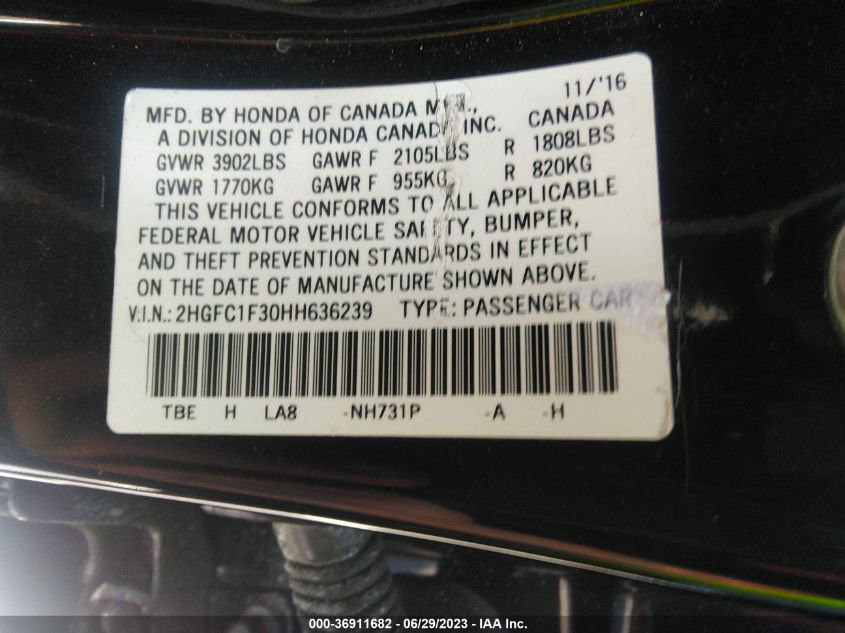 11/'16
MFD. BY HONDA OF CANADA MFG., CANADA
A DIVISION OF HONDA CANADA INC.
GVWR 3902LBS GAWR F 2105LBS R 1808LBS
GVWR 1770KG GAWR F 955KG R 820KG
THIS VEHICLE CONFORMS TO ALL APPLICABLE
FEDERAL MOTOR VEHICLE SAFETY, BUMPER,
AND THEFT PREVENTION STANDARDS IN EFFECT
ON THE DATE OF MANUFACTURE SHOWN ABOVE.
V.I.N.: 2HGFC1F30HH636239 TYPE: PASSENGER CAR
TBE H LA8 -NH731P -A -H
000-36911682 - 06/29/2023 - IAA Inc.